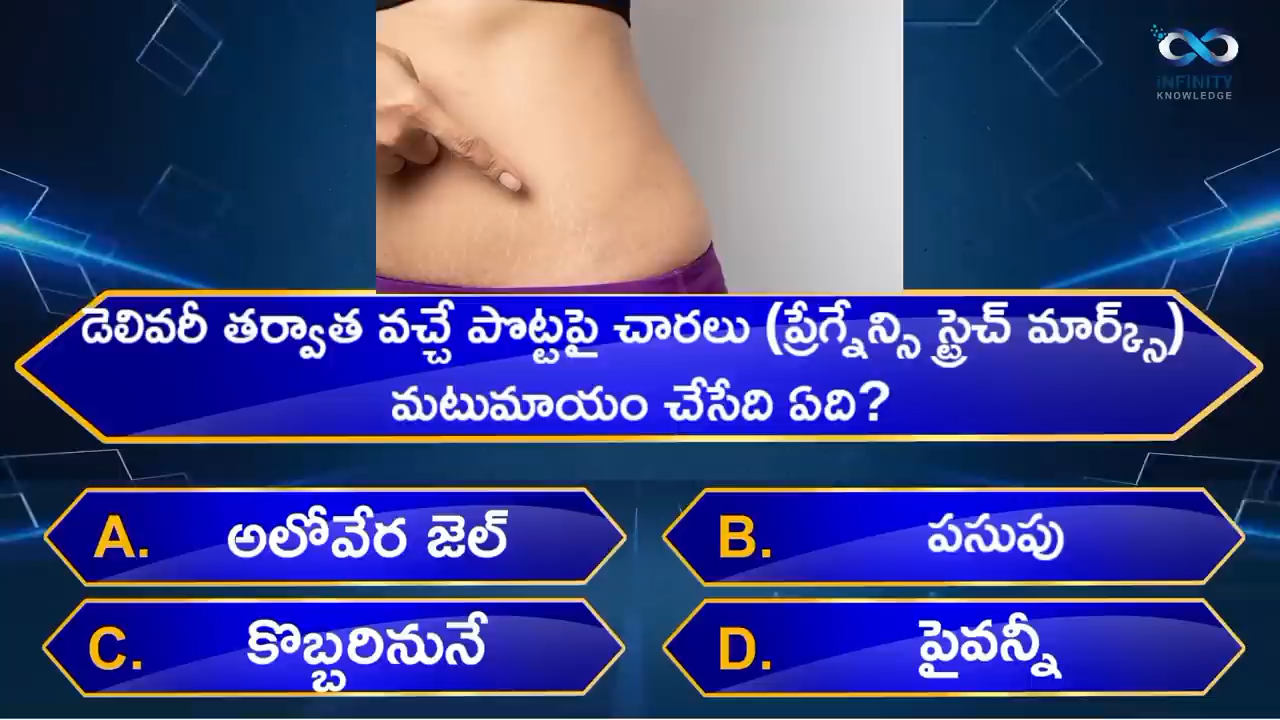 iNFINITY
KNOWLEDGE
డెలివరీ తర్వాత వచ్చే పొట్టపై చారలు (ప్రేగ్నేన్సి స్ట్రెచ్ మార్క్స్)
మటుమాయం చేసేది ఏది?
A. అలోవేర జెల్
B. పసుపు
C. కొబ్బరినునే
D. పైవన్నీ